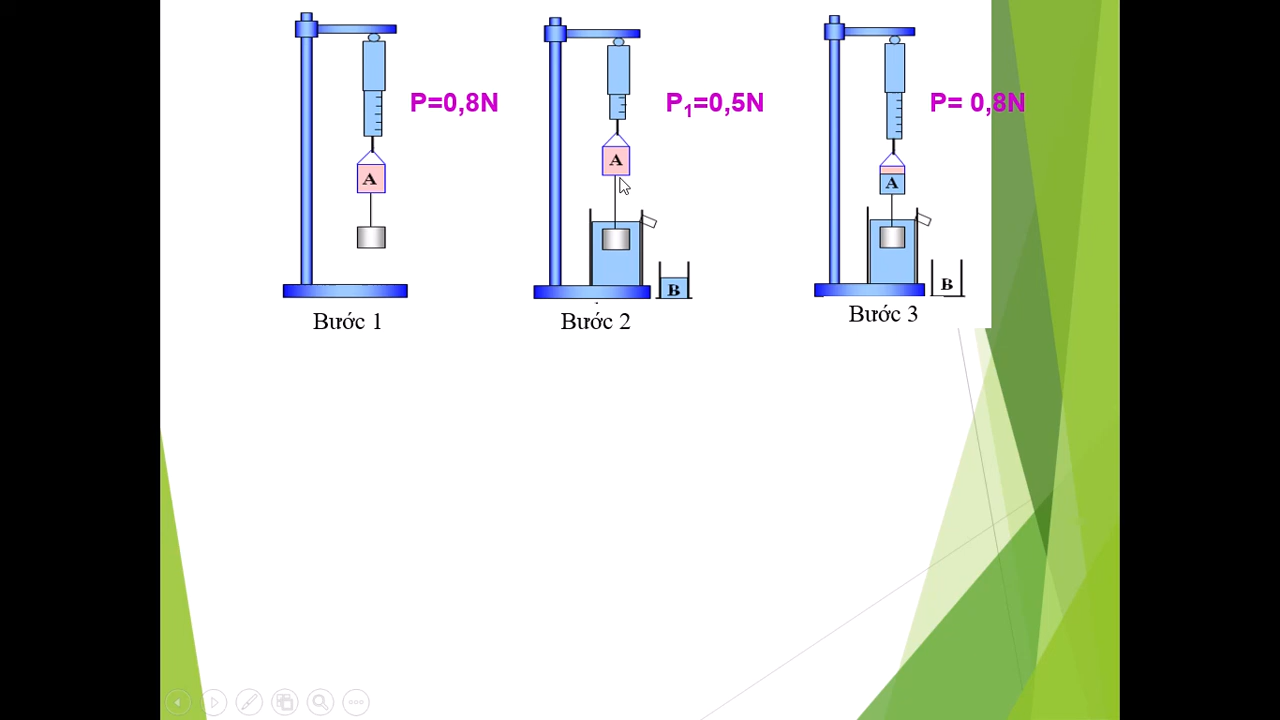 P=0,8N
P₁=0,5N
P= 0,8N
A
A
A
B
B
Bước 1
Bước 2
Bước 3